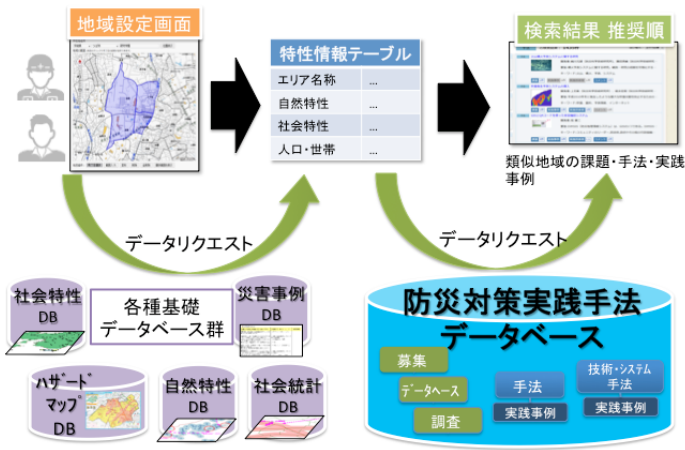 地域設定画面
検索結果 推奨順
特性情報テーブル
エリア名称 …
自然特性 …
社会特性 …
人口・世帯 …
類似地域の課題・手法・実践
事例
データリクエスト
データリクエスト
社会特性
DB
各種基礎
データベース群
災害事例
DB
ハザード
マップ
DB
自然特性
DB
社会統計
DB
防災対策実践手法
データベース
募集
データベース
調査
手法
実践事例
技術・システム
手法
実践事例